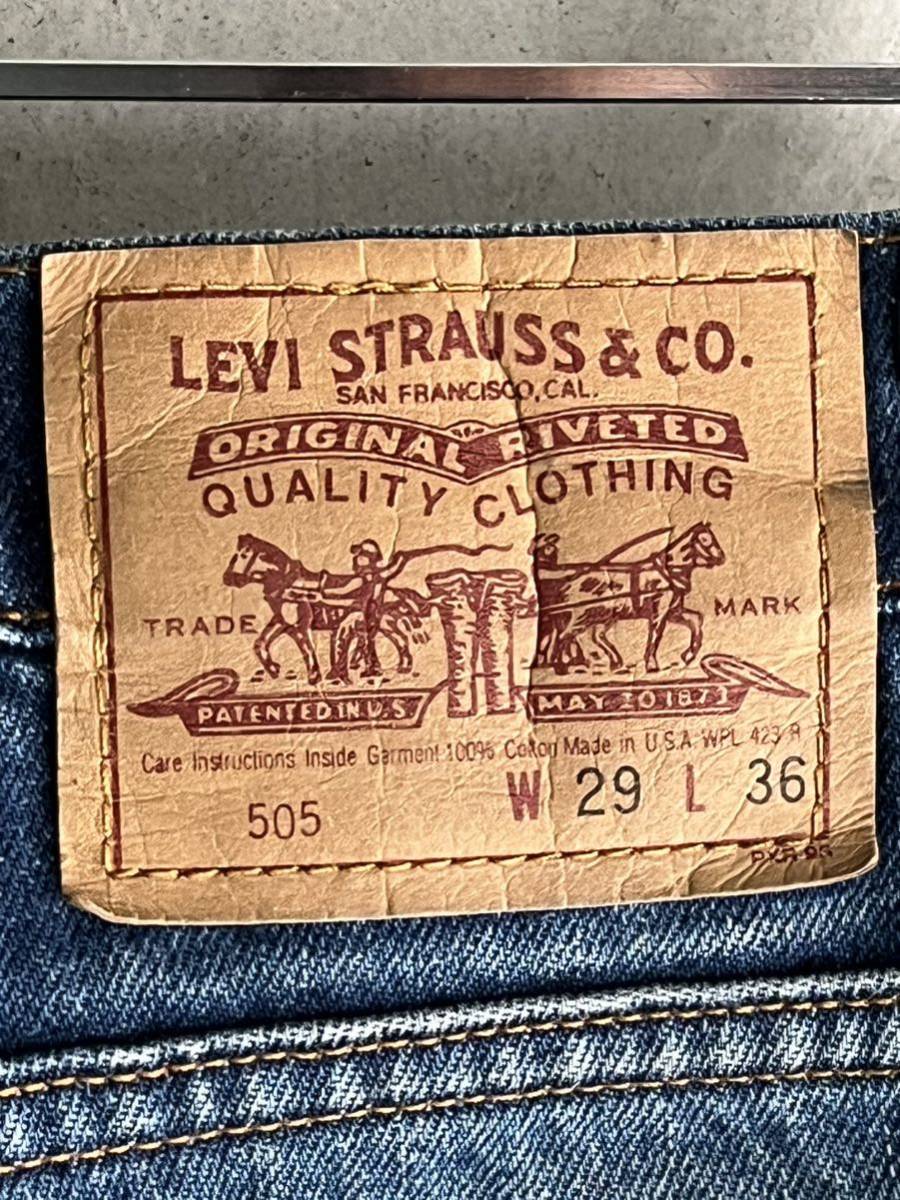 LEVI STRAUSS & CO.
SAN FRANCISCO, CAL.
ORIGINAL RIVETED
QUALITY CLOTHING
TRADE MARK
PATENTED IN U.S. MAY 20 1873
Care Instructions Inside Garment 100% Cotton Made in U.S.A. WPL 423
505 W 29 L 36